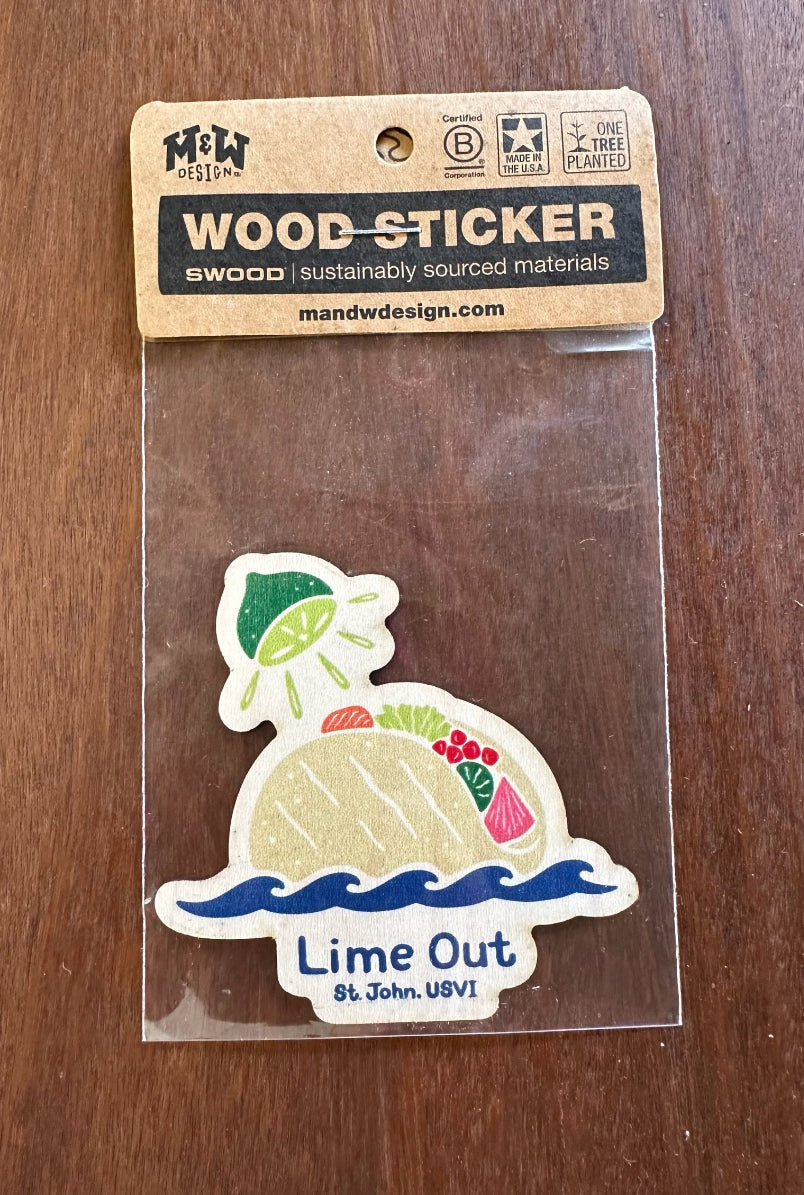 M&W
DESIGN CO.
Certified
B
®
Corporation
MADE IN
THE U.S.A.
ONE
TREE
PLANTED
WOOD STICKER
SWOOD | sustainably sourced materials
mandwdesign.com
Lime Out
St. John. USVI